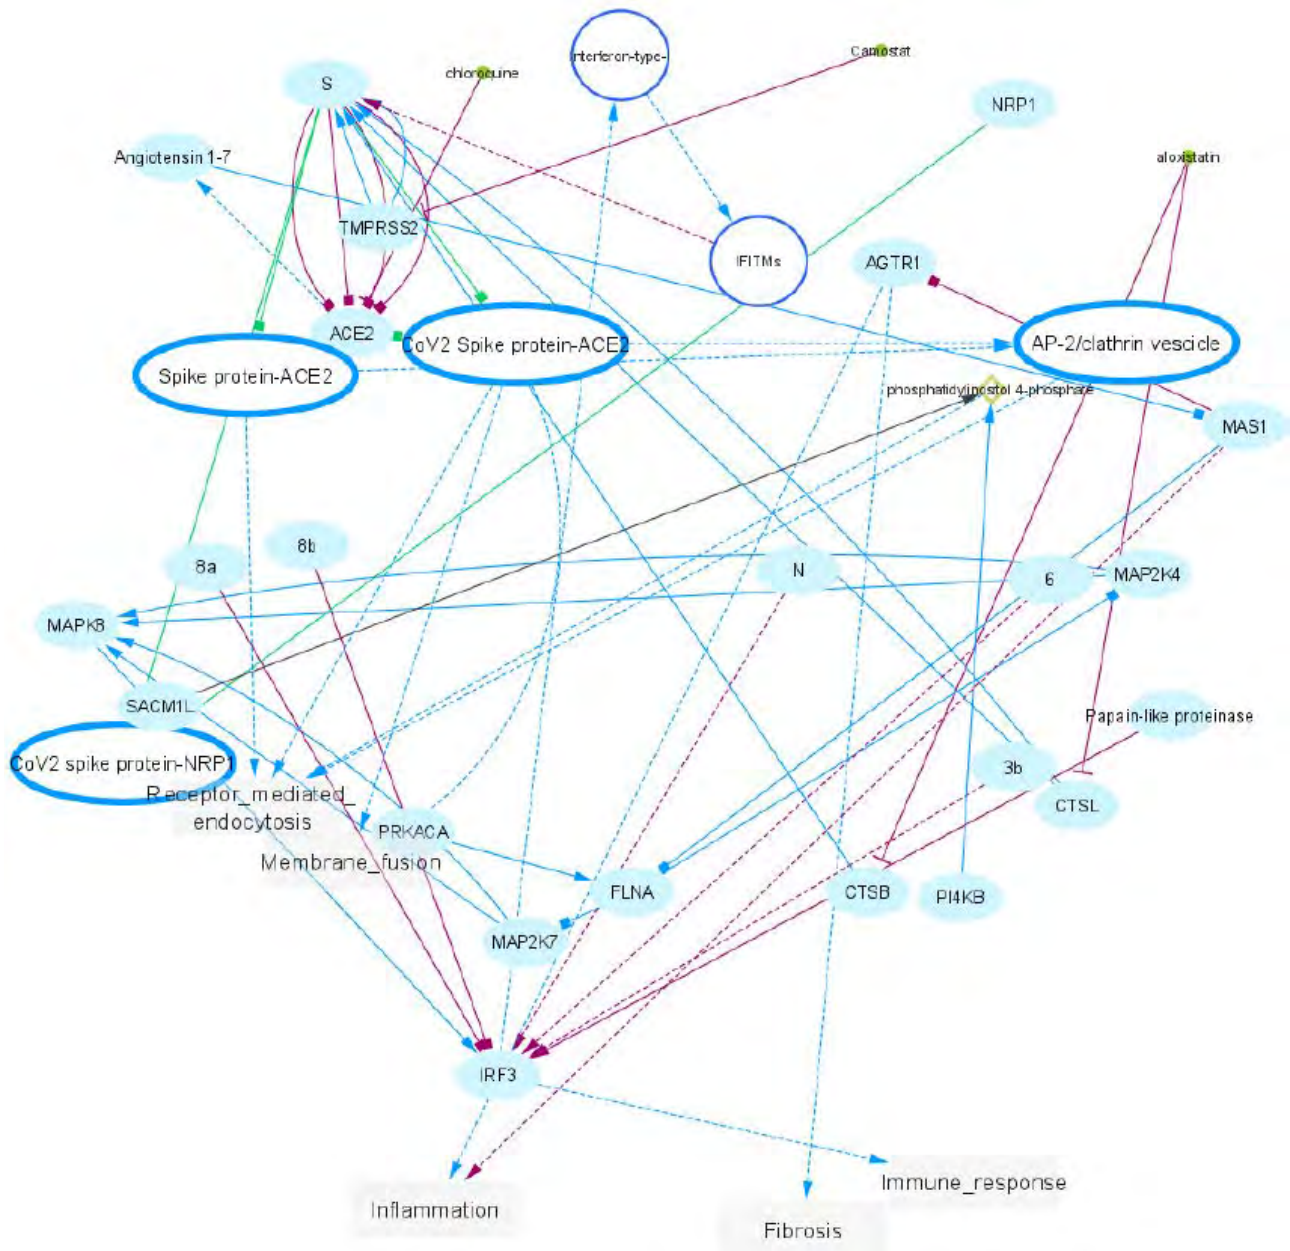 Interferon-type-
Camostat
chloroquine
S
NRP1
Angiotensin 1-7
aloxistatin
TMPRSS2
IFITMs
AGTR1
ACE2
CoV2 Spike protein-ACE2
AP-2/clathrin vescicle
Spike protein-ACE2
phosphatidylinositol 4-phosphate
MAS1
8b
8a
N
6
MAP2K4
MAPK8
SACM1L
Papain-like proteinase
CoV2 spike protein-NRP1
3b
Receptor_mediated_
endocytosis
CTSL
PRKACA
Membrane_fusion
FLNA
CTSB
PI4KB
MAP2K7
IRF3
Immune_response
Inflammation
Fibrosis